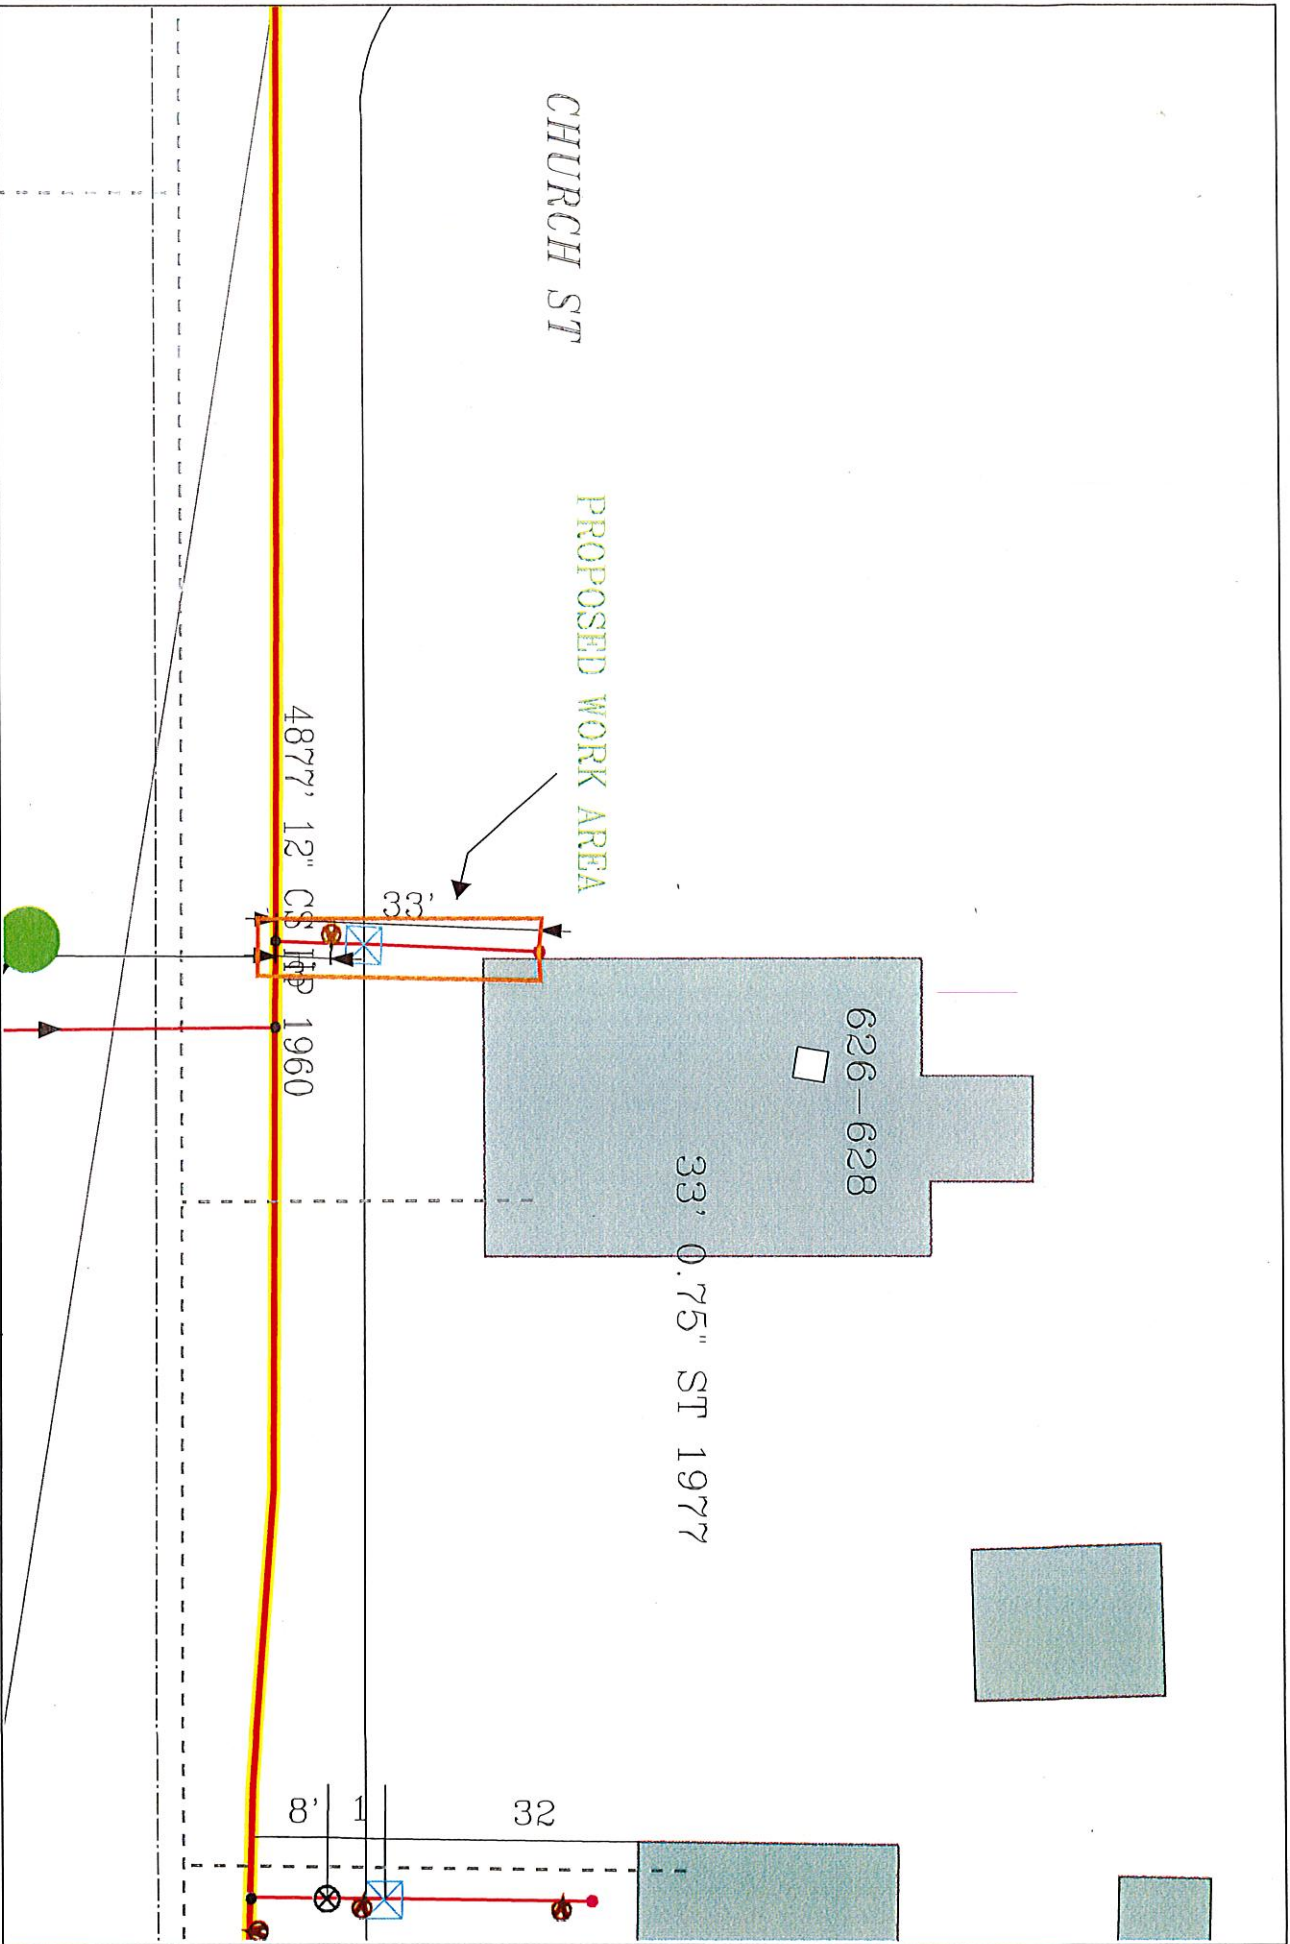 CHURCH ST
PROPOSED WORK AREA
626-628
33' 0.75" ST 1977
33'
4877' 12" CS HP 1960
8'
1
32